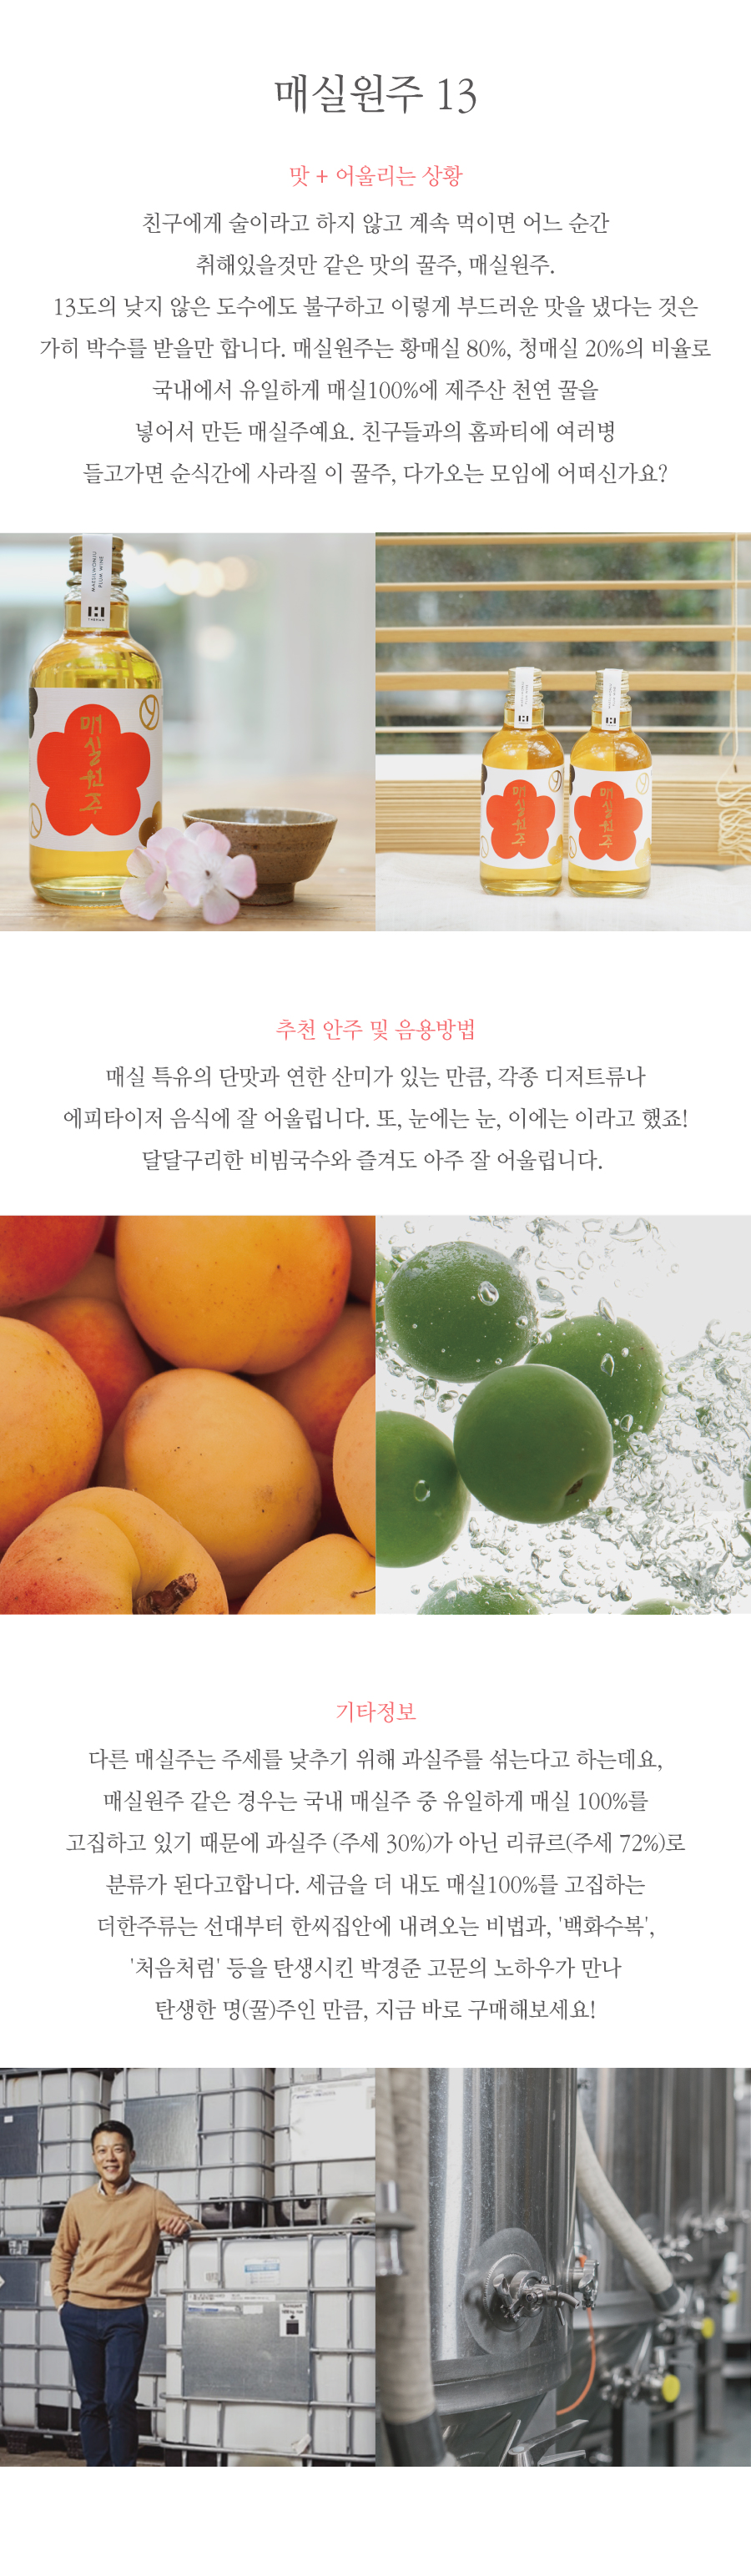 매실원주 13
맛 + 어울리는 상황
친구에게 술이라고 하지 않고 계속 먹이면 어느 순간
취해있을것만 같은 맛의 꿀주, 매실원주.
13도의 낮지 않은 도수에도 불구하고 이렇게 부드러운 맛을 냈다는 것은
가히 박수를 받을만 합니다. 매실원주는 황매실 80%, 청매실 20%의 비율로
국내에서 유일하게 매실100%에 제주산 천연 꿀을
넣어서 만든 매실주예요. 친구들과의 홈파티에 여러병
들고가면 순식간에 사라질 이 꿀주, 다가오는 모임에 어떠신가요?
MAESILWONJU
PLUM WINE
THEHAN
매실원주
매실원주
매실원주
추천 안주 및 음용방법
매실 특유의 단맛과 연한 산미가 있는 만큼, 각종 디저트류나
에피타이저 음식에 잘 어울립니다. 또, 눈에는 눈, 이에는 이라고 했죠!
달달구리한 비빔국수와 즐겨도 아주 잘 어울립니다.
기타정보
다른 매실주는 주세를 낮추기 위해 과실주를 섞는다고 하는데요,
매실원주 같은 경우는 국내 매실주 중 유일하게 매실 100%를
고집하고 있기 때문에 과실주 (주세 30%)가 아닌 리큐르(주세 72%)로
분류가 된다고합니다. 세금을 더 내도 매실100%를 고집하는
더한주류는 선대부터 한씨집안에 내려오는 비법과, '백화수복',
'처음처럼' 등을 탄생시킨 박경준 고문의 노하우가 만나
탄생한 명(꿀)주인 만큼, 지금 바로 구매해보세요!